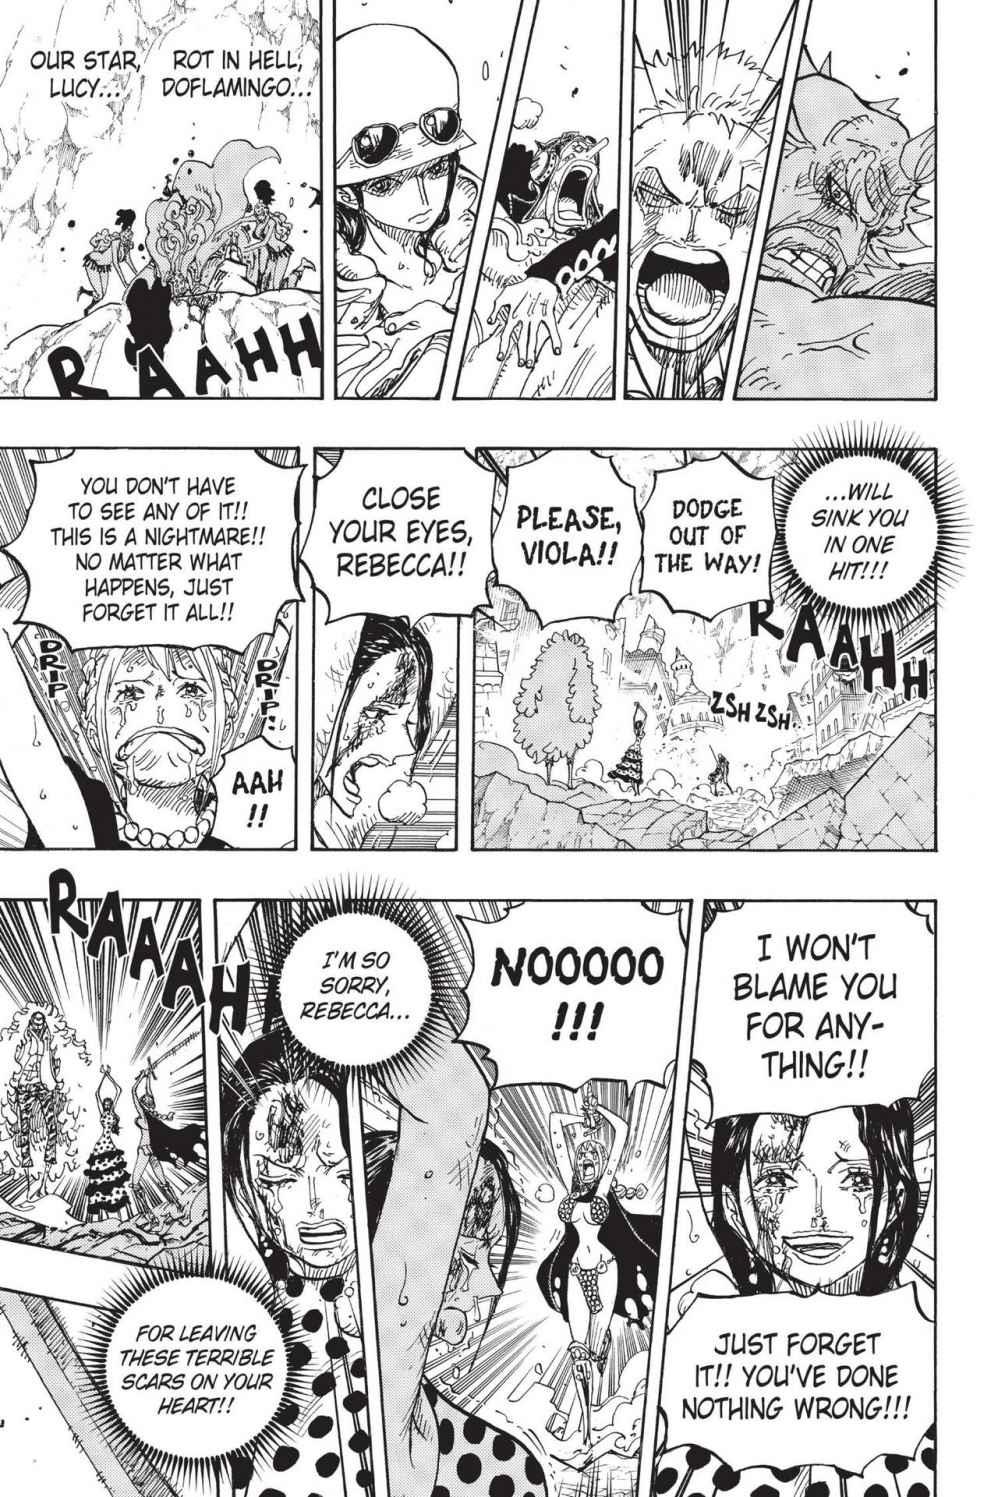 ROT IN HELL,
DOFLAMINGO...
OUR STAR,
LUCY...
RAAHH
...WILL
SINK YOU
IN ONE
HIT!!!
DODGE
OUT OF
THE WAY!
PLEASE,
VIOLA!!
RAAHH
ZSH ZSH..
CLOSE
YOUR EYES,
REBECCA!!
YOU DON'T HAVE
TO SEE ANY OF IT!!
THIS IS A NIGHTMARE!!
NO MATTER WHAT
HAPPENS, JUST
FORGET IT ALL!!
DRIP
DRIP!
AAH
!!
I WON'T
BLAME YOU
FOR ANY-
THING!!
JUST FORGET
IT!! YOU'VE DONE
NOTHING WRONG!!!
NOOOOO
!!!
I'M SO
SORRY,
REBECCA...
FOR LEAVING
THESE TERRIBLE
SCARS ON YOUR
HEART!!
RAAAH